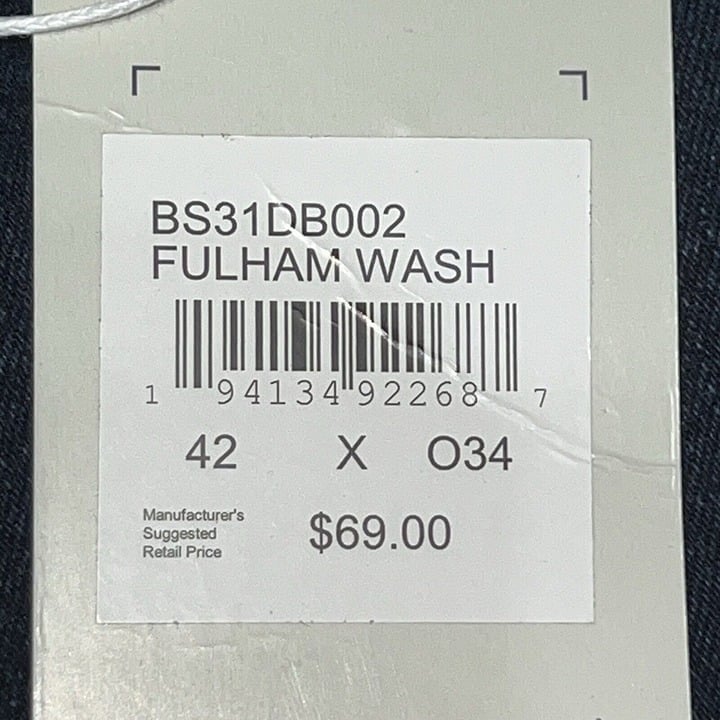 BS31DB002
FULHAM WASH
1 94134 92268 7
42 X O34
Manufacturer's
Suggested
Retail Price
$69.00